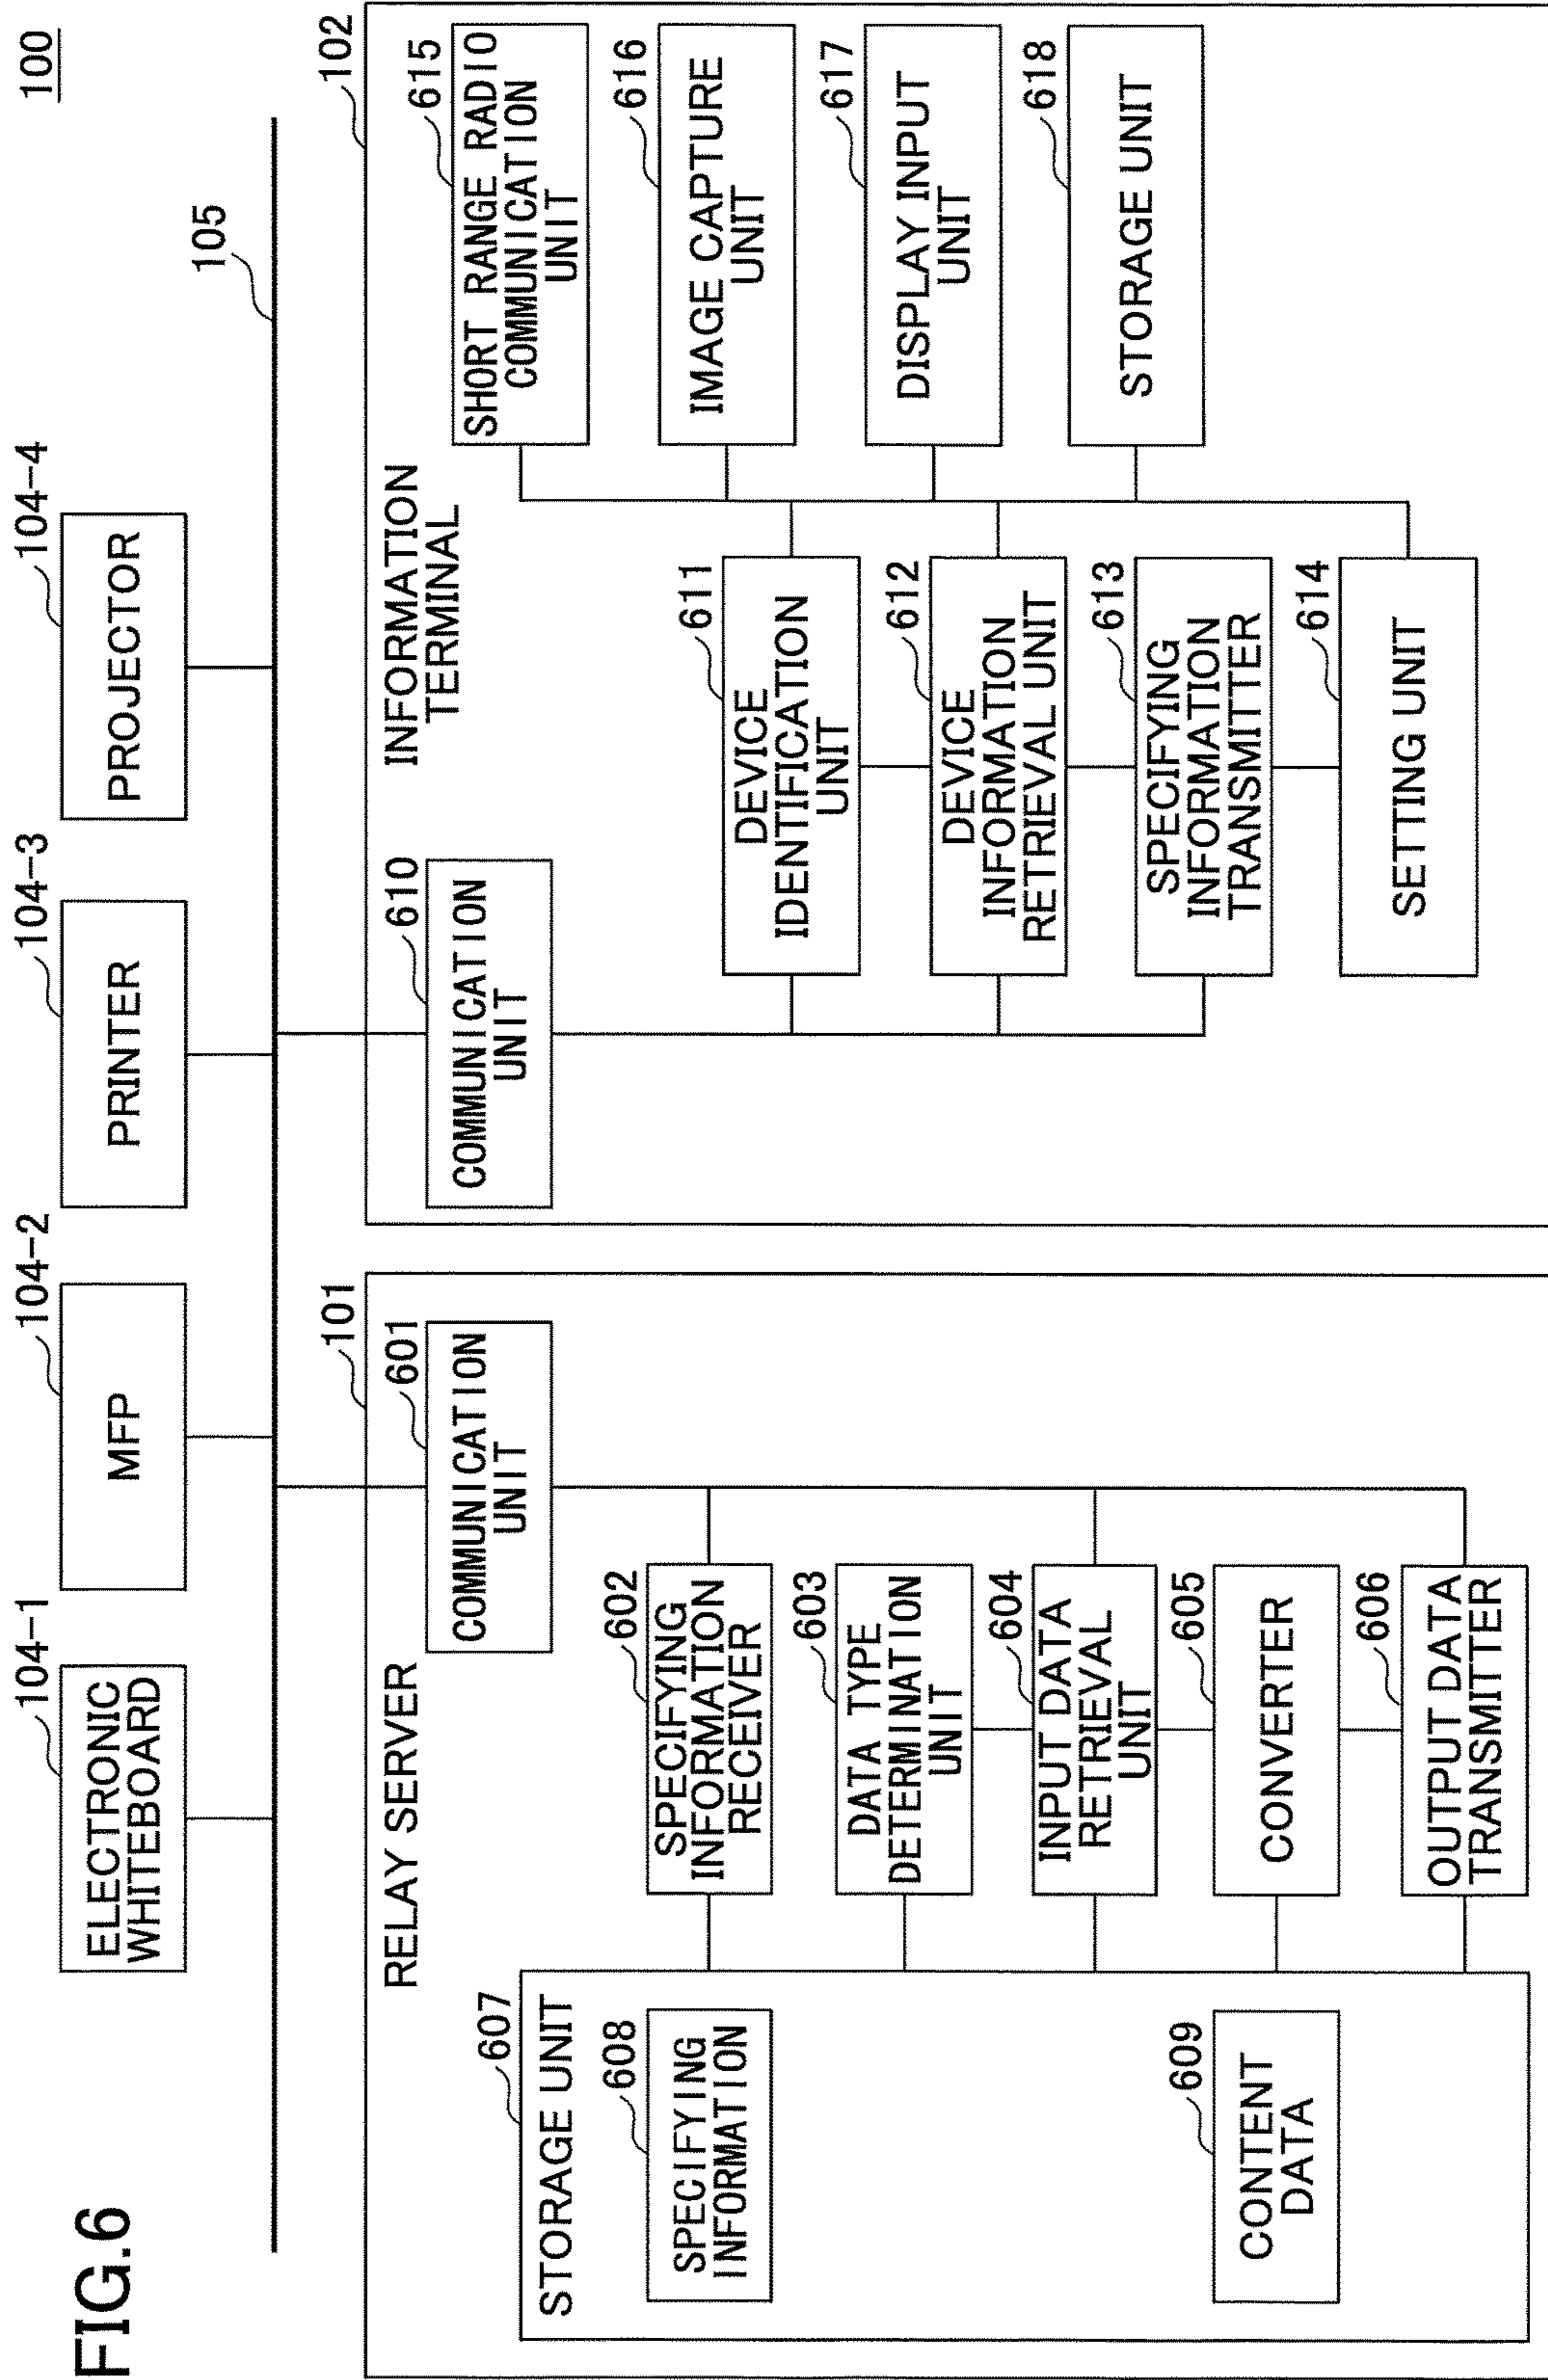 FIG.6
100
104-1
ELECTRONIC
WHITEBOARD
104-2
MFP
104-3
PRINTER
104-4
PROJECTOR
105
101
RELAY SERVER
601
COMMUNICATION
UNIT
607
STORAGE UNIT
608
SPECIFYING
INFORMATION
609
CONTENT
DATA
602
SPECIFYING
INFORMATION
RECEIVER
603
DATA TYPE
DETERMINATION
UNIT
604
INPUT DATA
RETRIEVAL
UNIT
605
CONVERTER
606
OUTPUT DATA
TRANSMITTER
102
INFORMATION
TERMINAL
610
COMMUNICATION
UNIT
611
DEVICE
IDENTIFICATION
UNIT
612
DEVICE
INFORMATION
RETRIEVAL UNIT
613
SPECIFYING
INFORMATION
TRANSMITTER
614
SETTING UNIT
615
SHORT RANGE RADIO
COMMUNICATION
UNIT
616
IMAGE CAPTURE
UNIT
617
DISPLAY INPUT
UNIT
618
STORAGE UNIT